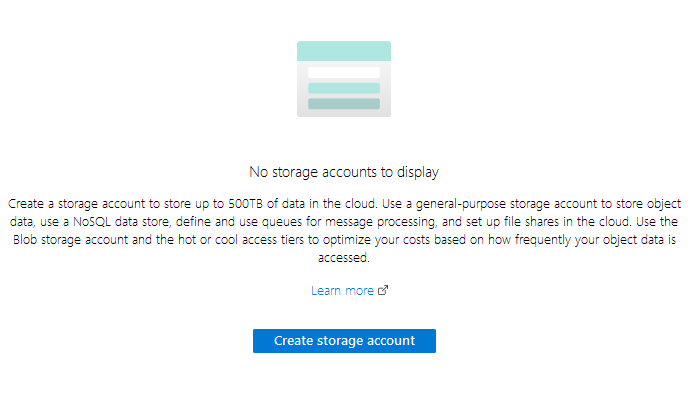 No storage accounts to display
Create a storage account to store up to 500TB of data in the cloud. Use a general-purpose storage account to store object
data, use a NoSQL data store, define and use queues for message processing, and set up file shares in the cloud. Use the
Blob storage account and the hot or cool access tiers to optimize your costs based on how frequently your object data is
accessed.
Learn more
Create storage account